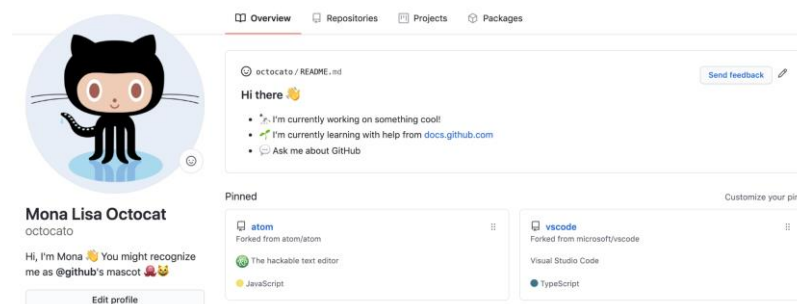 Overview Repositories Projects Packages
octocato / README.md
Send feedback
Hi there 👋
I'm currently working on something cool!
🌱 I'm currently learning with help from docs.github.com
💬 Ask me about GitHub
Mona Lisa Octocat
octocato
Hi, I'm Mona 👋 You might recognize
me as @github's mascot 🐙😺
Edit profile
Pinned
Customize your pin
atom
Forked from atom/atom
The hackable text editor
JavaScript
vscode
Forked from microsoft/vscode
Visual Studio Code
TypeScript